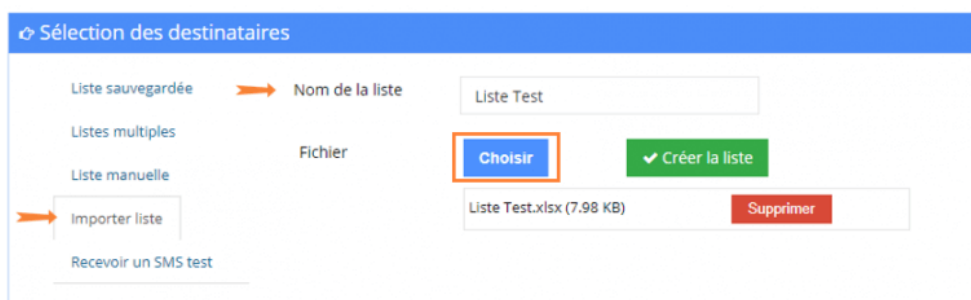 Sélection des destinataires
Liste sauvegardée
Nom de la liste
Liste Test
Listes multiples
Fichier
Choisir
Créer la liste
Liste manuelle
Importer liste
Liste Test.xlsx (7.98 KB)
Supprimer
Recevoir un SMS test